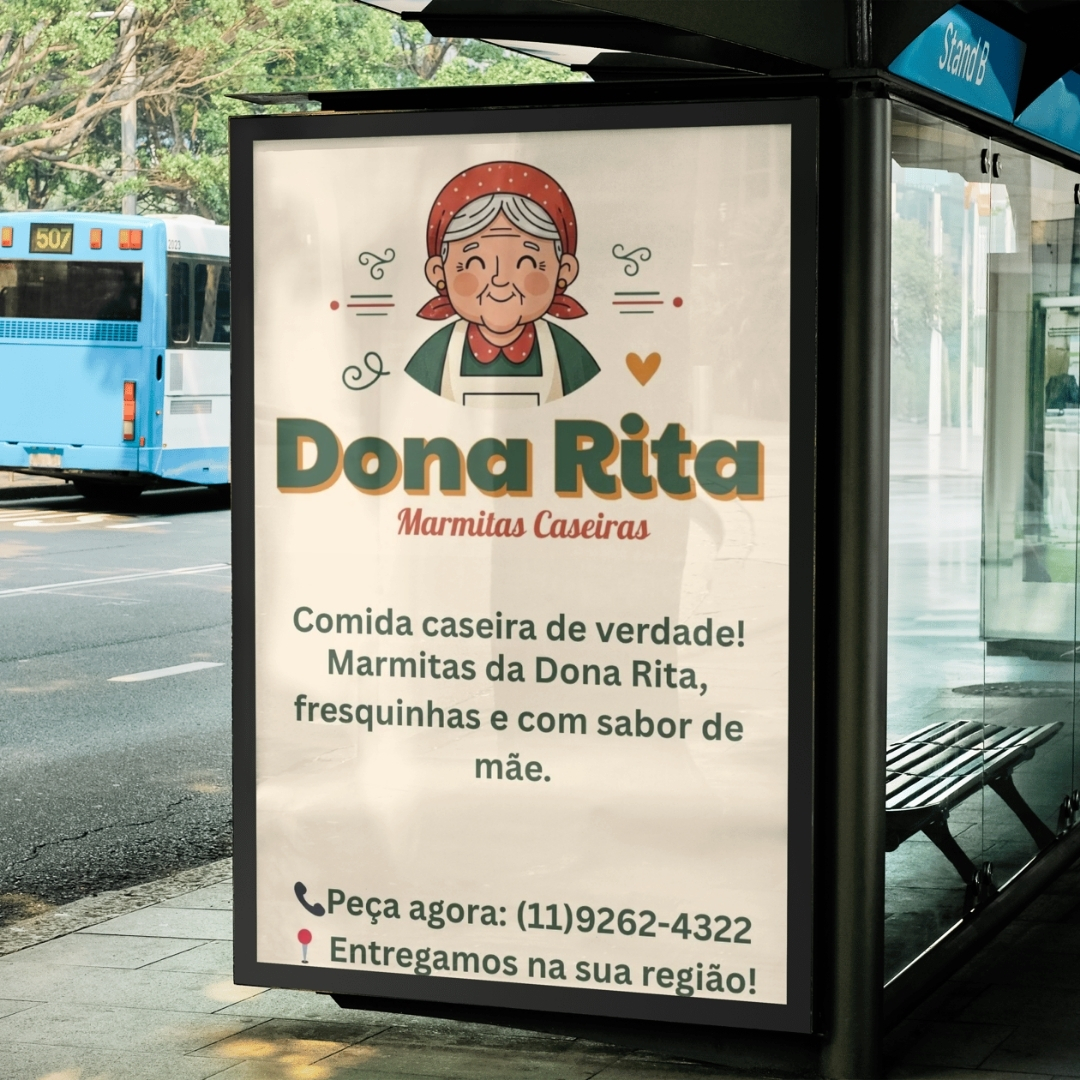 Stand B
507
2023
Dona Rita
Marmitas Caseiras
Comida caseira de verdade!
Marmitas da Dona Rita,
fresquinhas e com sabor de
mãe.
Peça agora: (11)9262-4322
Entregamos na sua região!